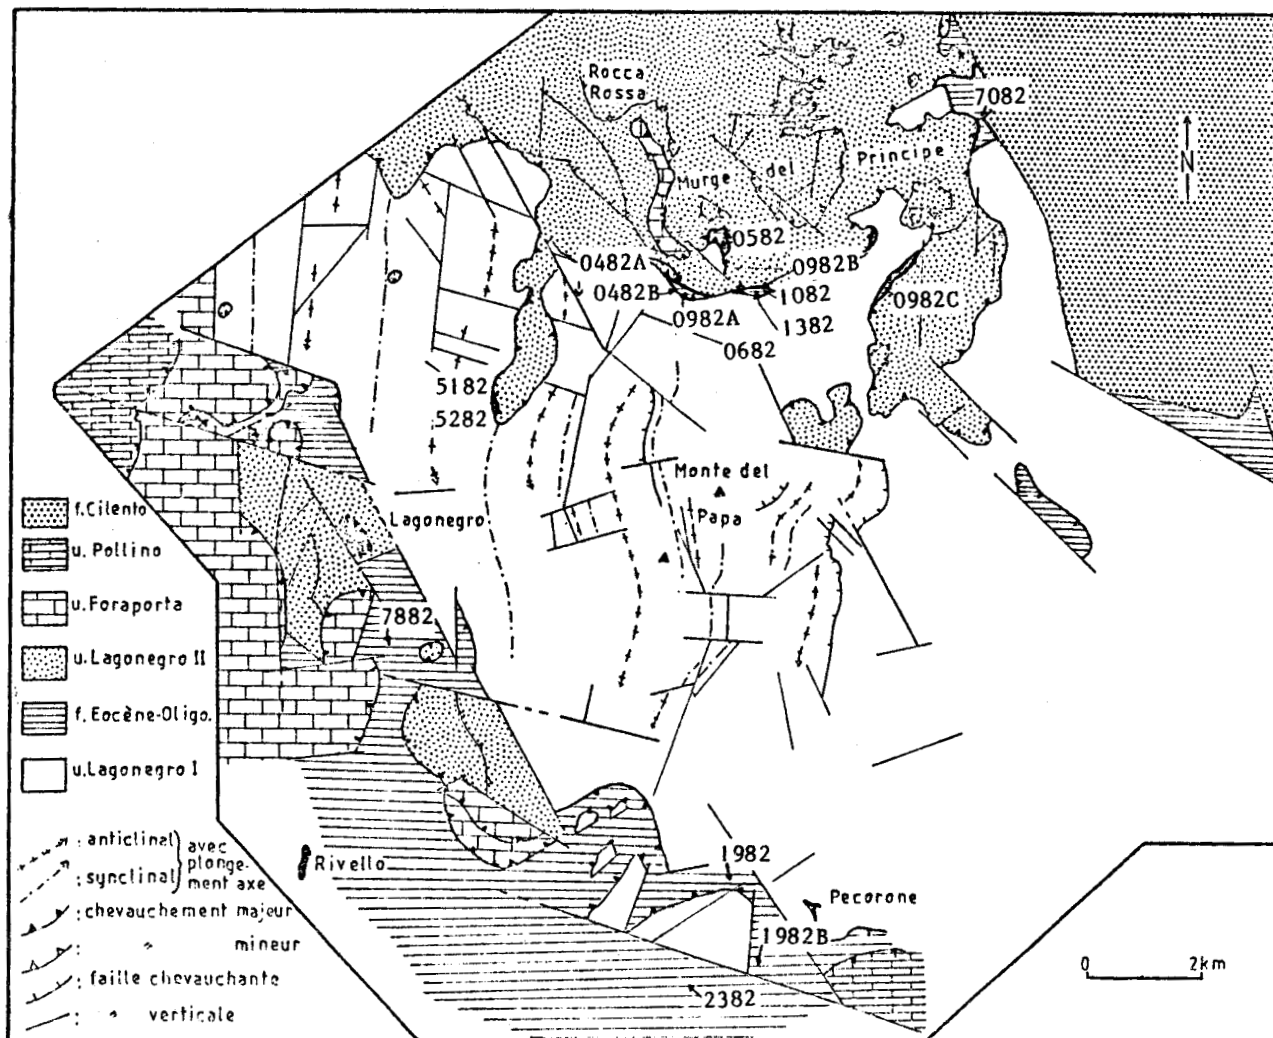 Rocca
Rossa
7082
N
Principe
Murge del
0582
0482A
0982B
0482B
1082
0982C
0982A
1382
0682
5182
5282
Monte del
Papa
Lagonegro
f.Cilento
u. Pollino
u. Foraporta
7882
u. Lagonegro II
f. Eocène-Oligo.
u.Lagonegro I
: anticlinal
: synclinal
avec
plonge-
ment axe
: chevauchement majeur
: " mineur
: faille chevauchante
: " verticale
Rivello
1982
Pecorone
1982B
2382
0 2km